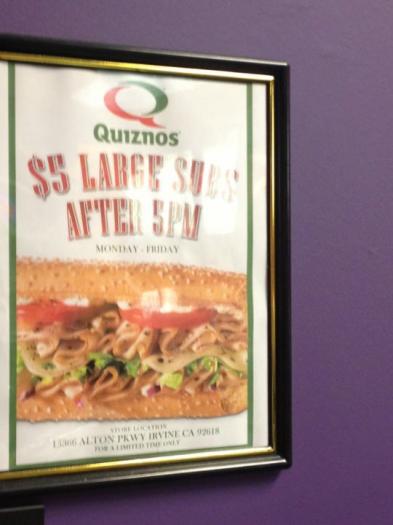 Quiznos
$5 LARGE SUBS
AFTER 5PM
MONDAY - FRIDAY
STORE LOCATION
15366 ALTON PKWY IRVINE CA 92618
FOR A LIMITED TIME ONLY